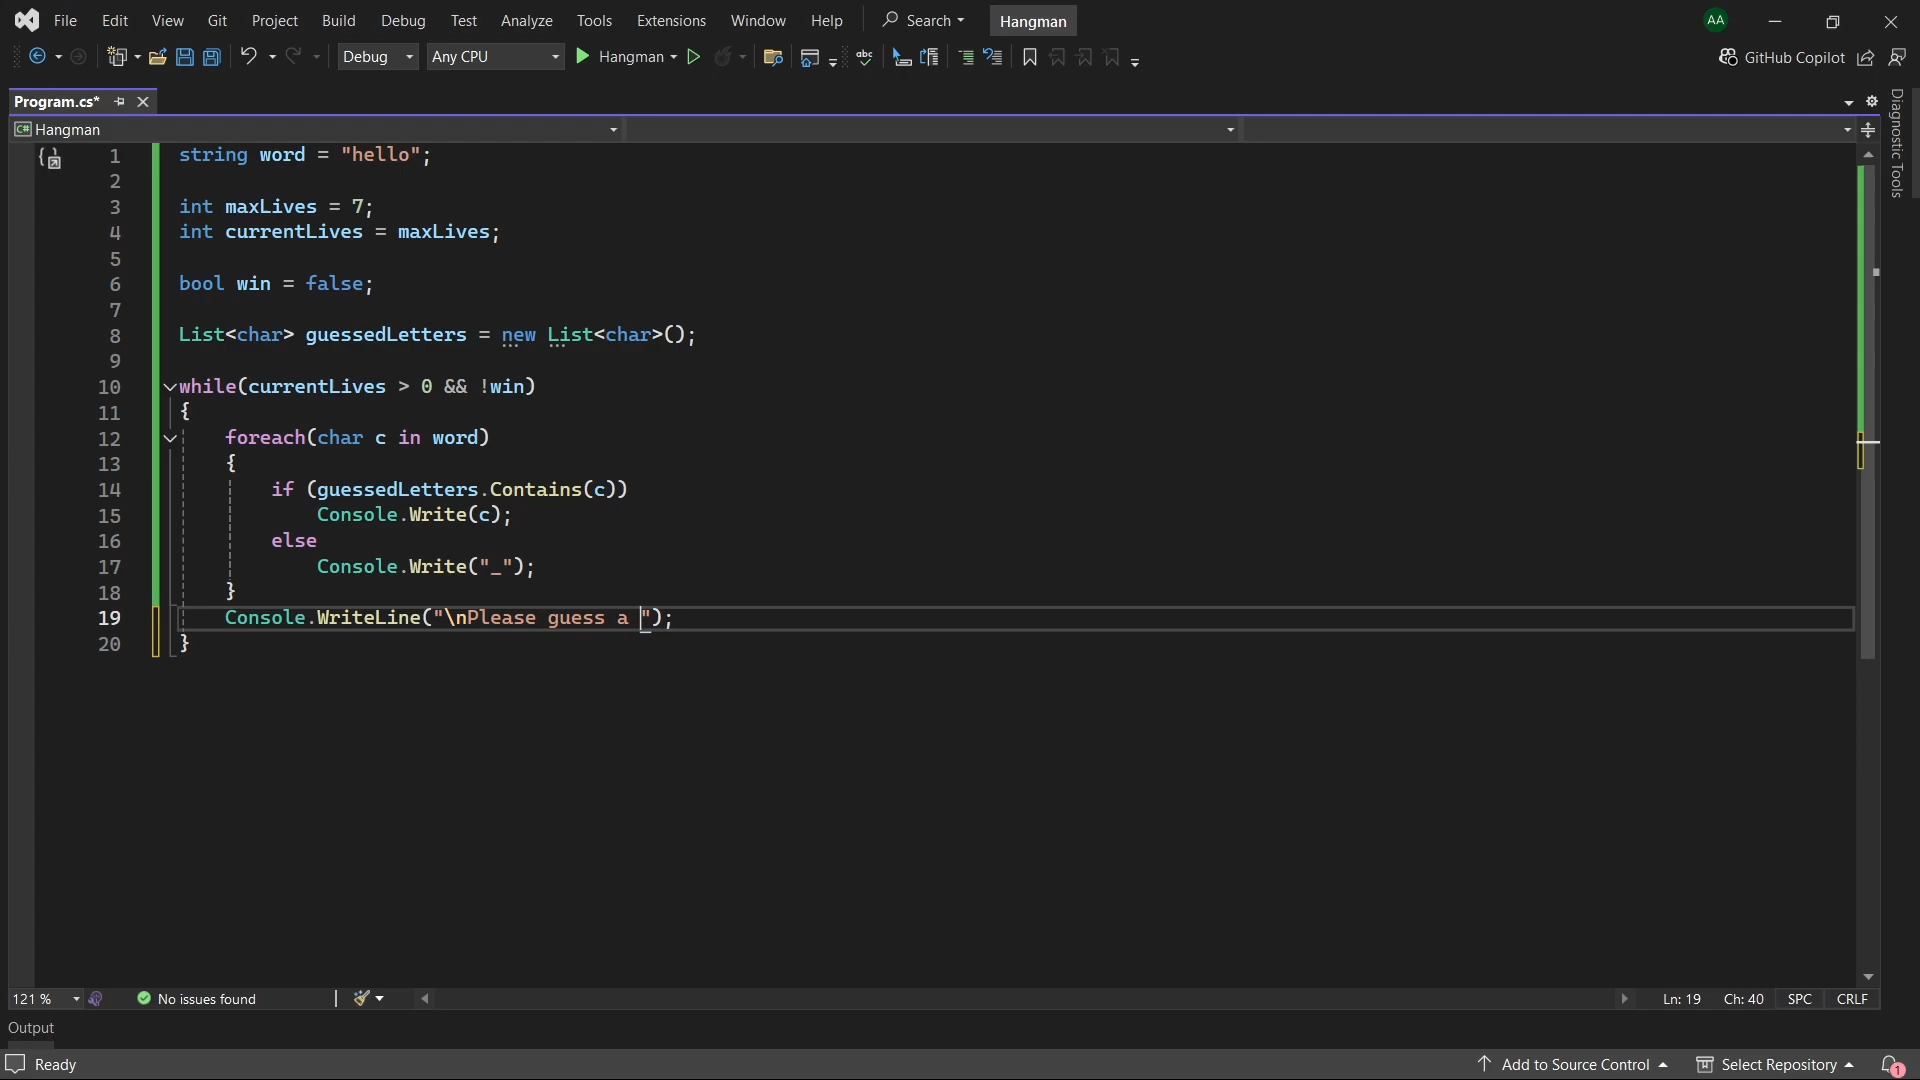 File Edit View Git Project Build Debug Test Analyze Tools Extensions Window Help Search Hangman AA
Debug Any CPU Hangman abc GitHub Copilot
Program.cs*
C# Hangman
Diagnostic Tools
1 string word = "hello";
2
3 int maxLives = 7;
4 int currentLives = maxLives;
5
6 bool win = false;
7
8 List<char> guessedLetters = new List<char>();
9
10 while(currentLives > 0 && !win)
11 {
12 foreach(char c in word)
13 {
14 if (guessedLetters.Contains(c))
15 Console.Write(c);
16 else
17 Console.Write("_");
18 }
19 Console.WriteLine("\nPlease guess a ");
20 }
121 % No issues found Ln: 19 Ch: 40 SPC CRLF
Output
Ready Add to Source Control Select Repository 1